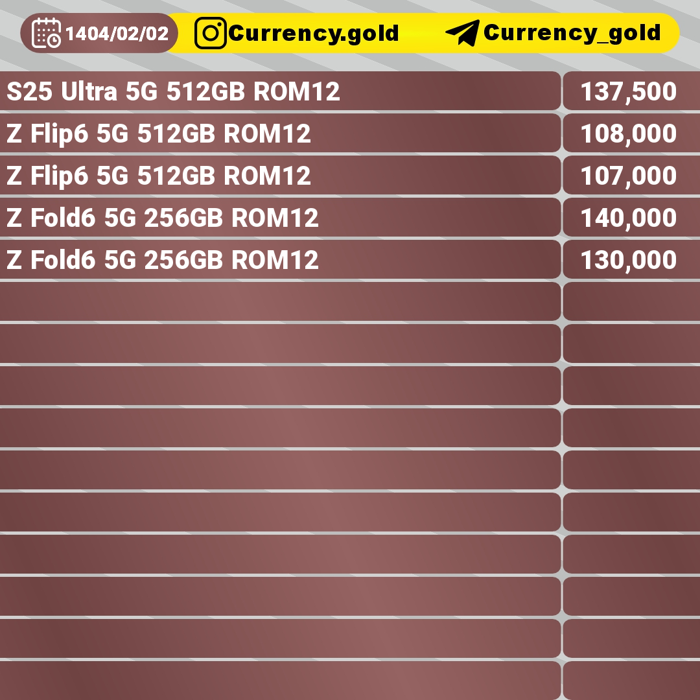 1404/02/02 Currency.gold Currency_gold
S25 Ultra 5G 512GB ROM12 137,500
Z Flip6 5G 512GB ROM12 108,000
Z Flip6 5G 512GB ROM12 107,000
Z Fold6 5G 256GB ROM12 140,000
Z Fold6 5G 256GB ROM12 130,000